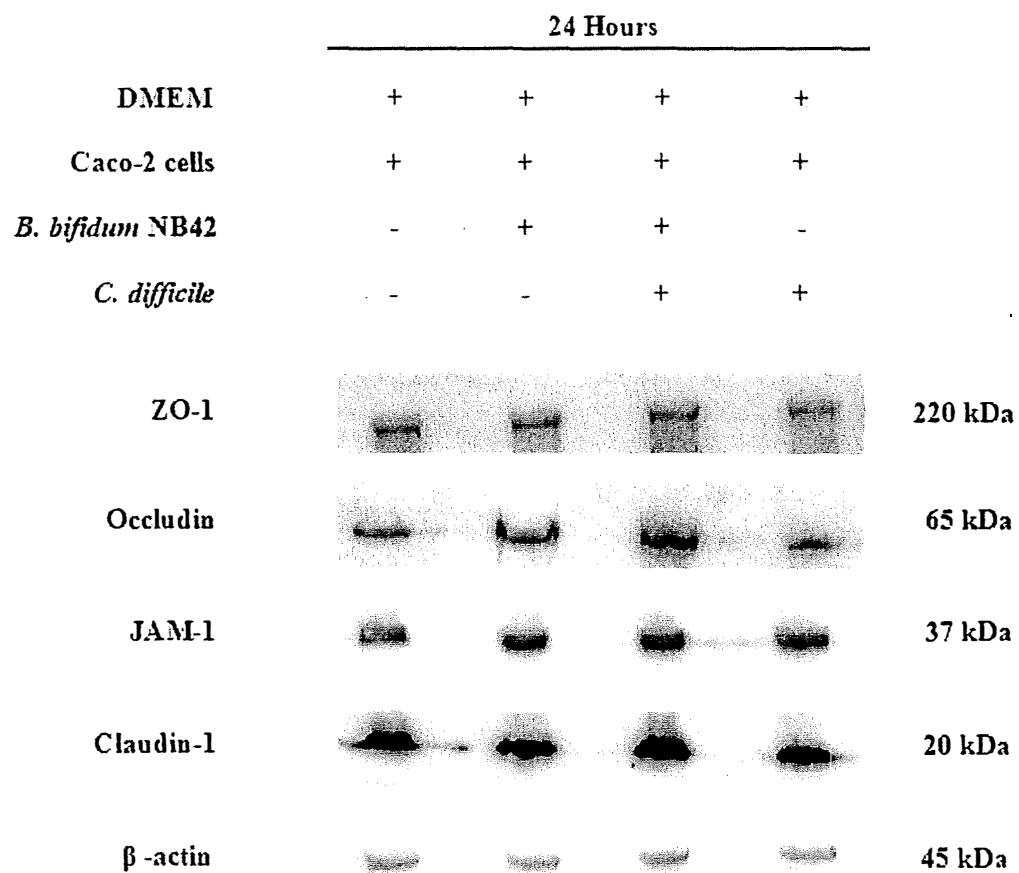 24 Hours
DMEM + + + +
Caco-2 cells + + + +
B. bifidum NB42 - + + -
C. difficile - - + +
ZO-1 220 kDa
Occludin 65 kDa
JAM-1 37 kDa
Claudin-1 20 kDa
β -actin 45 kDa